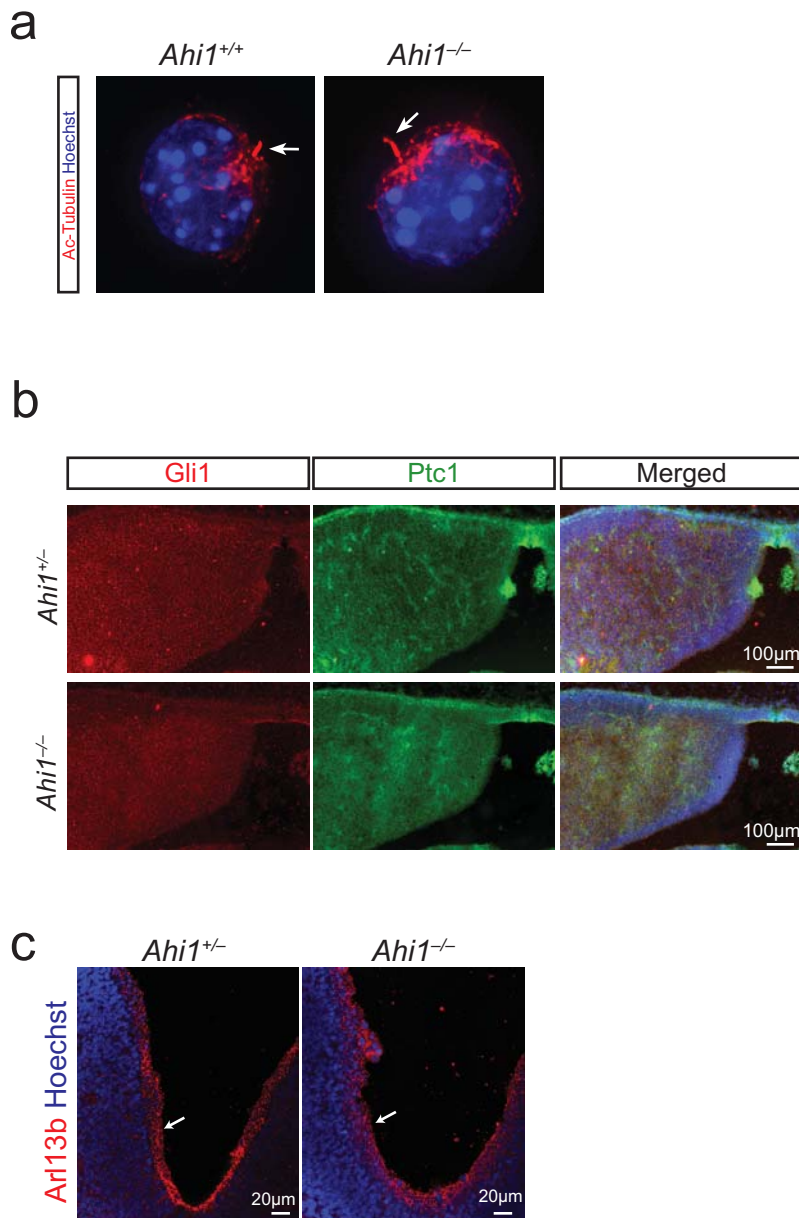 a
Ahi1+/+ Ahi1–/–
Ac-Tubulin Hoechst
b
Gli1 Ptc1 Merged
Ahi1+/–
100µm
Ahi1–/–
100µm
c
Ahi1+/– Ahi1–/–
Arl13b Hoechst
20µm 20µm